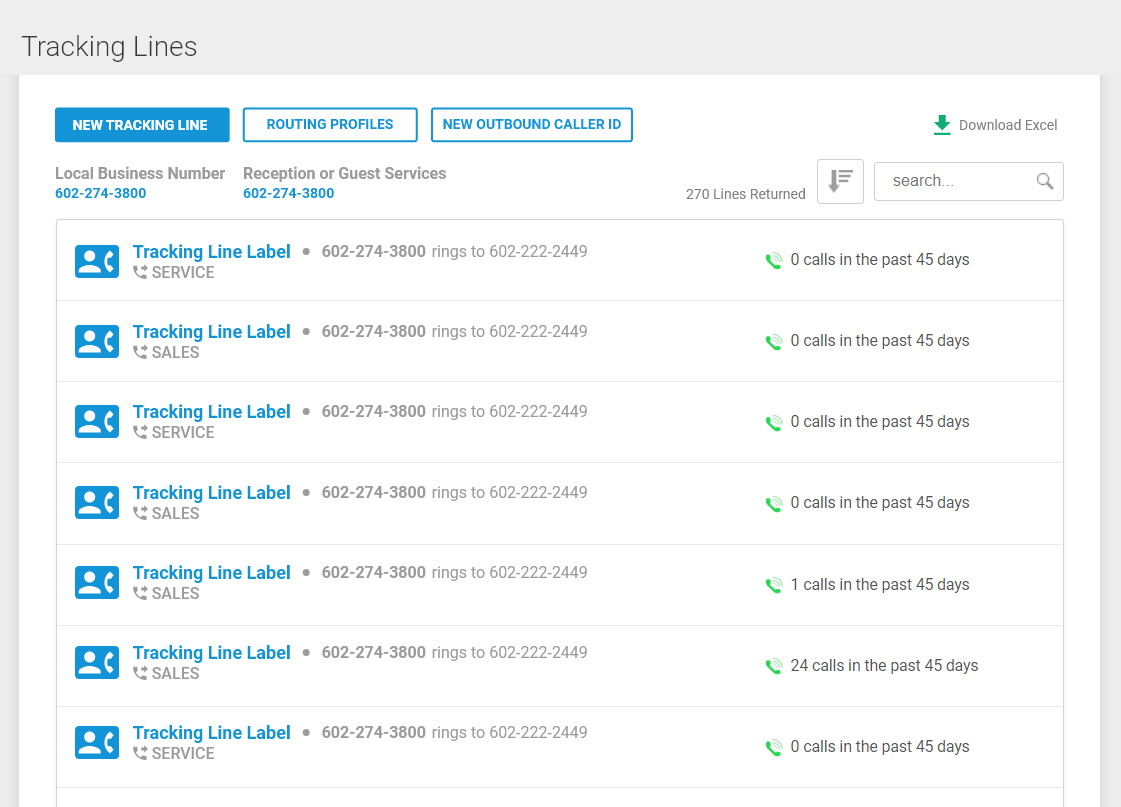 Tracking Lines
NEW TRACKING LINE
ROUTING PROFILES
NEW OUTBOUND CALLER ID
Download Excel
Local Business Number
602-274-3800
Reception or Guest Services
602-274-3800
270 Lines Returned
search...
Tracking Line Label • 602-274-3800 rings to 602-222-2449
SERVICE
0 calls in the past 45 days
Tracking Line Label • 602-274-3800 rings to 602-222-2449
SALES
0 calls in the past 45 days
Tracking Line Label • 602-274-3800 rings to 602-222-2449
SERVICE
0 calls in the past 45 days
Tracking Line Label • 602-274-3800 rings to 602-222-2449
SALES
0 calls in the past 45 days
Tracking Line Label • 602-274-3800 rings to 602-222-2449
SALES
1 calls in the past 45 days
Tracking Line Label • 602-274-3800 rings to 602-222-2449
SALES
24 calls in the past 45 days
Tracking Line Label • 602-274-3800 rings to 602-222-2449
SERVICE
0 calls in the past 45 days